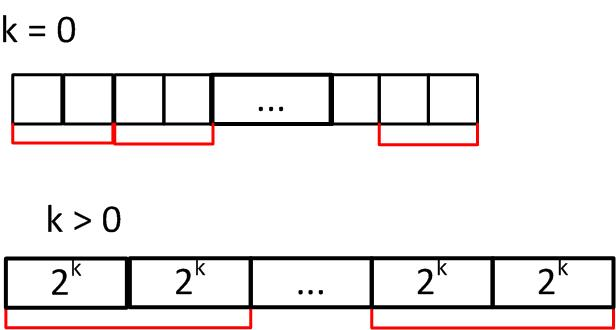 k = 0
...
k > 0
2^k 2^k ... 2^k 2^k